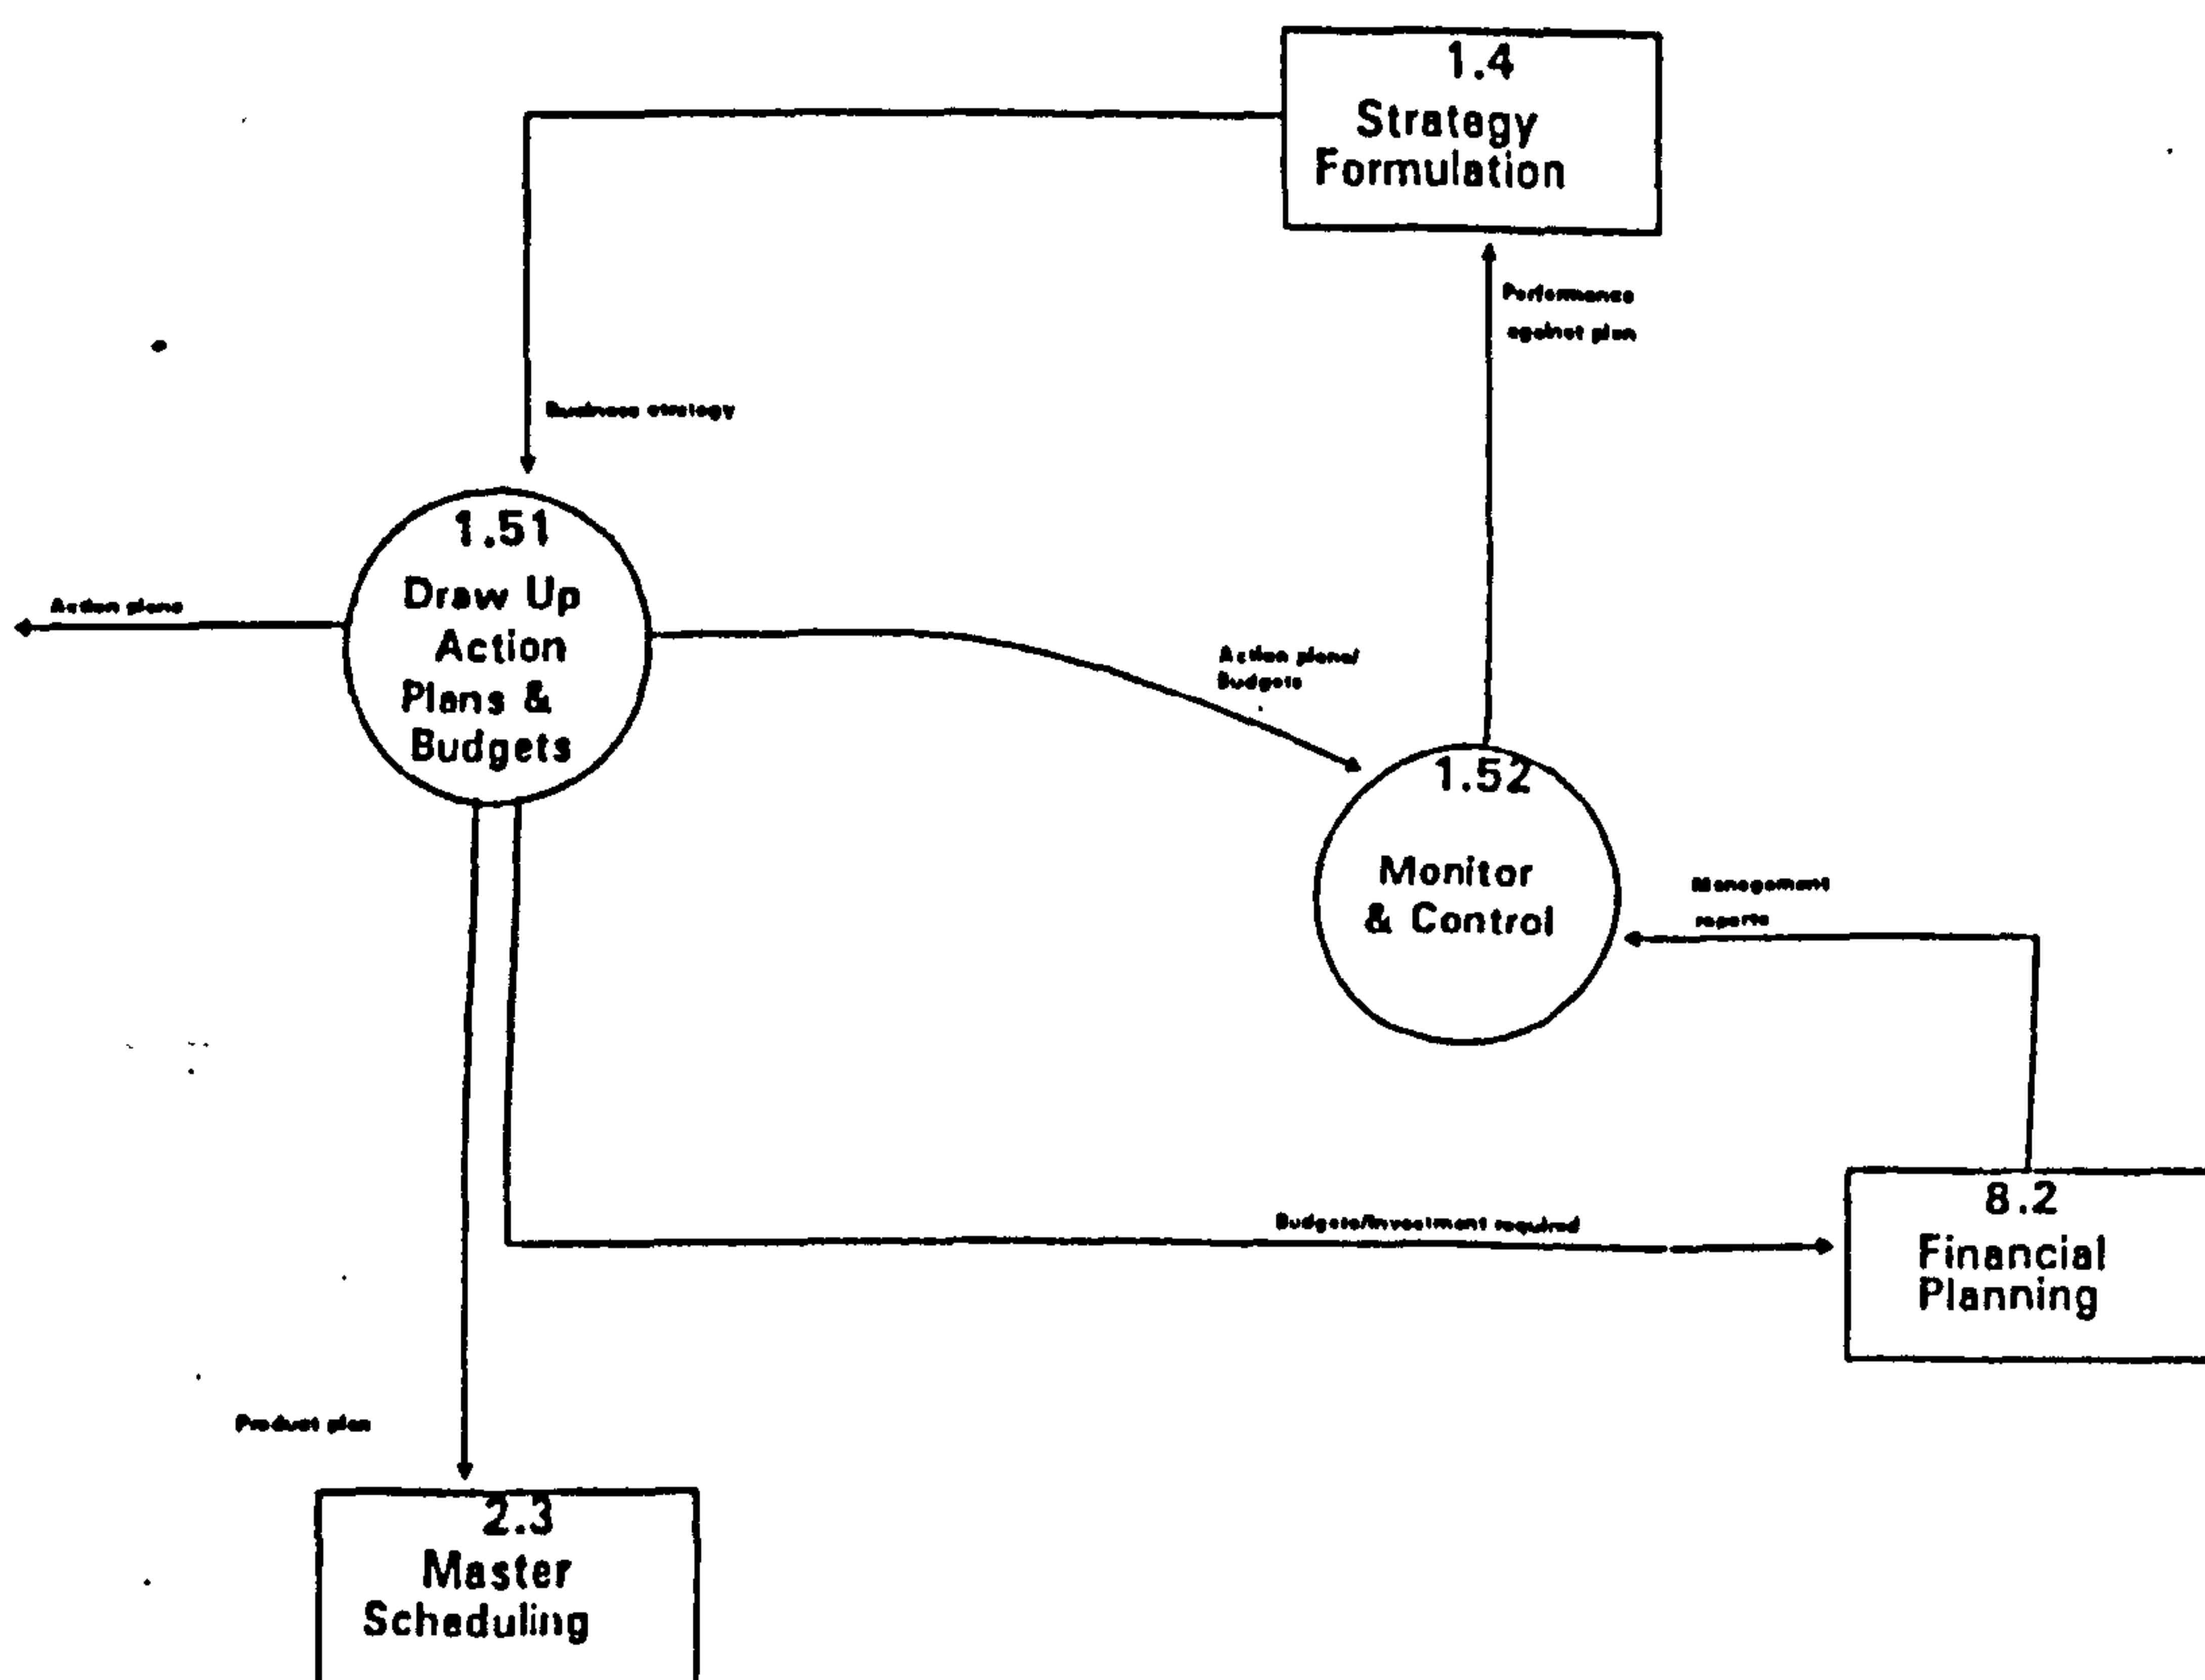 1.4
Strategy
Formulation
Performance
against plan
Business strategy
1.51
Draw Up
Action
Plans &
Budgets
Action plans
Action plans/
Budgets
1.52
Monitor
& Control
Management
reports
8.2
Financial
Planning
Budgets/Investment required
Product plan
2.3
Master
Scheduling